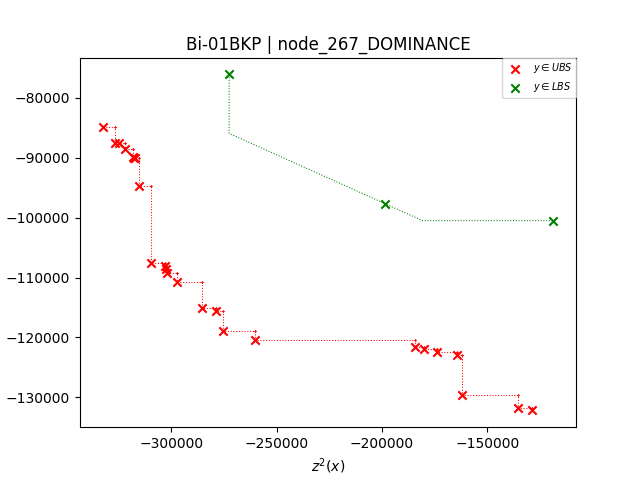 Bi-01BKP | node_267_DOMINANCE
y ∈ UBS
y ∈ LBS
−80000
−90000
−100000
−110000
−120000
−130000
−300000 −250000 −200000 −150000
z²(x)